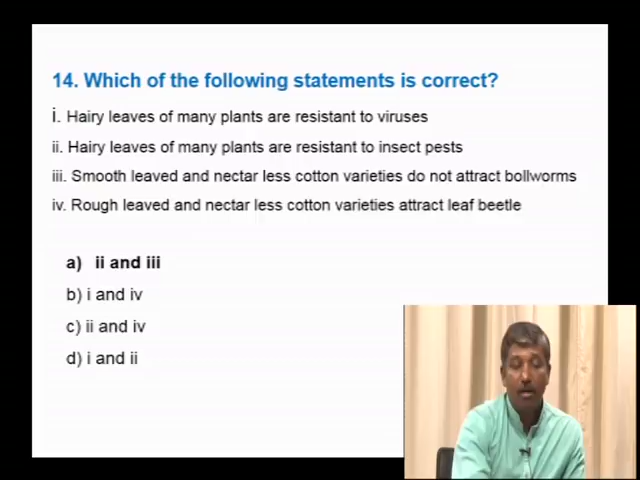 14. Which of the following statements is correct?
i. Hairy leaves of many plants are resistant to viruses
ii. Hairy leaves of many plants are resistant to insect pests
iii. Smooth leaved and nectar less cotton varieties do not attract bollworms
iv. Rough leaved and nectar less cotton varieties attract leaf beetle
a) ii and iii
b) i and iv
c) ii and iv
d) i and ii